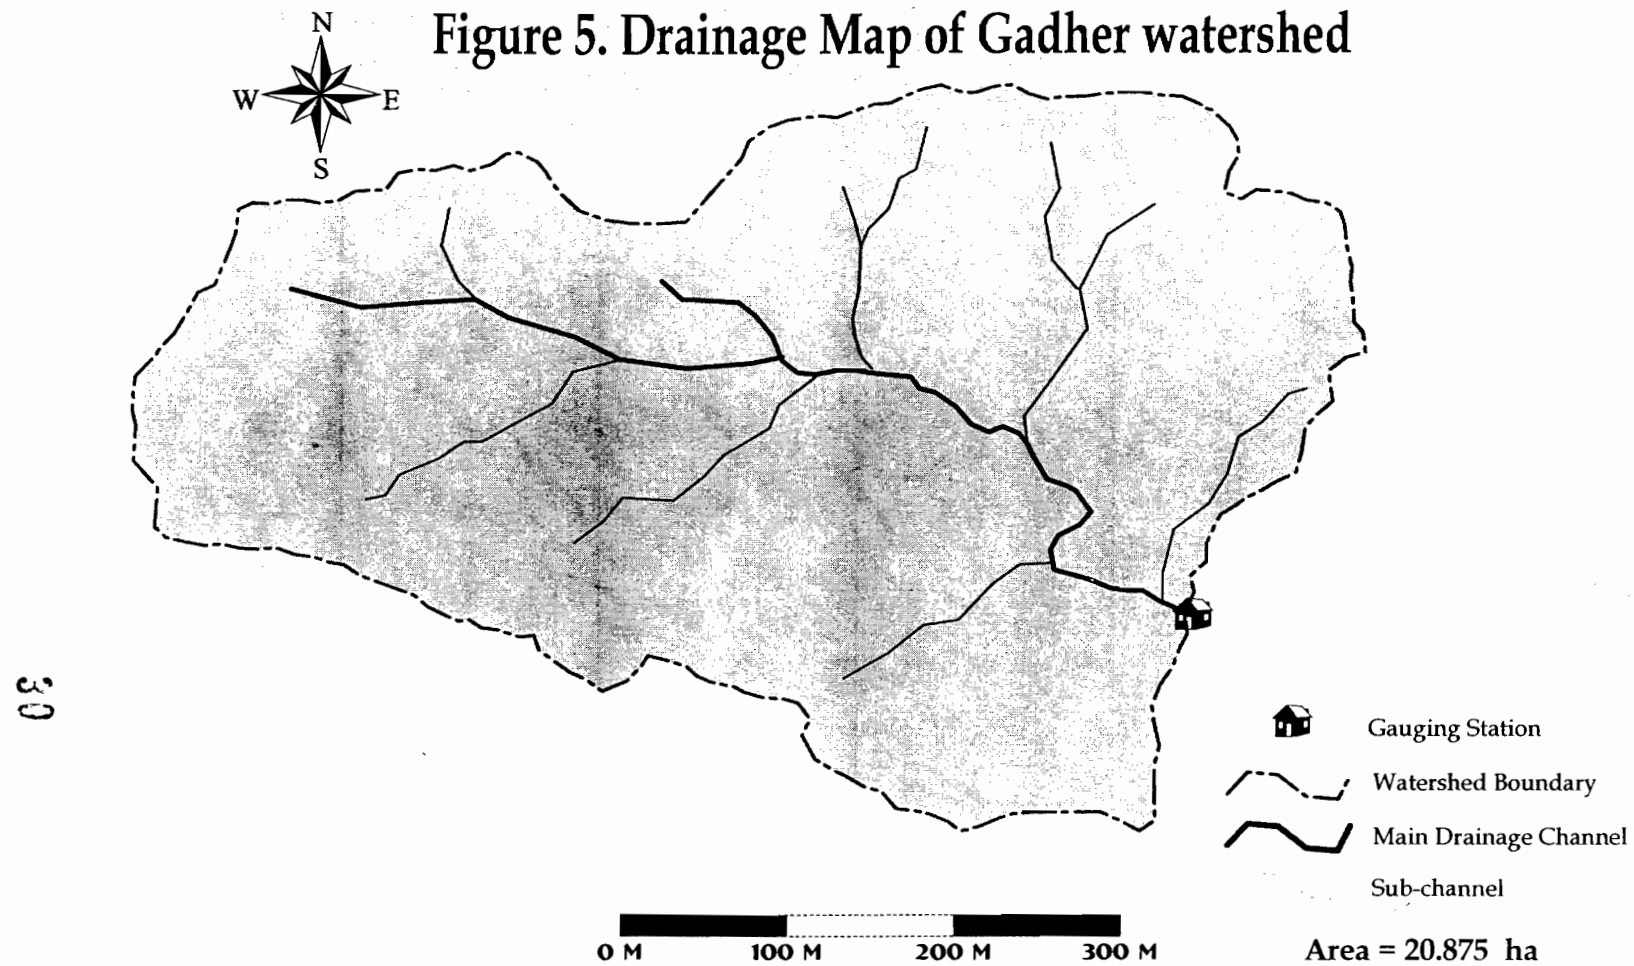 Figure 5. Drainage Map of Gadher watershed
N
W E
S
30
Gauging Station
Watershed Boundary
Main Drainage Channel
Sub-channel
0 M 100 M 200 M 300 M
Area = 20.875 ha